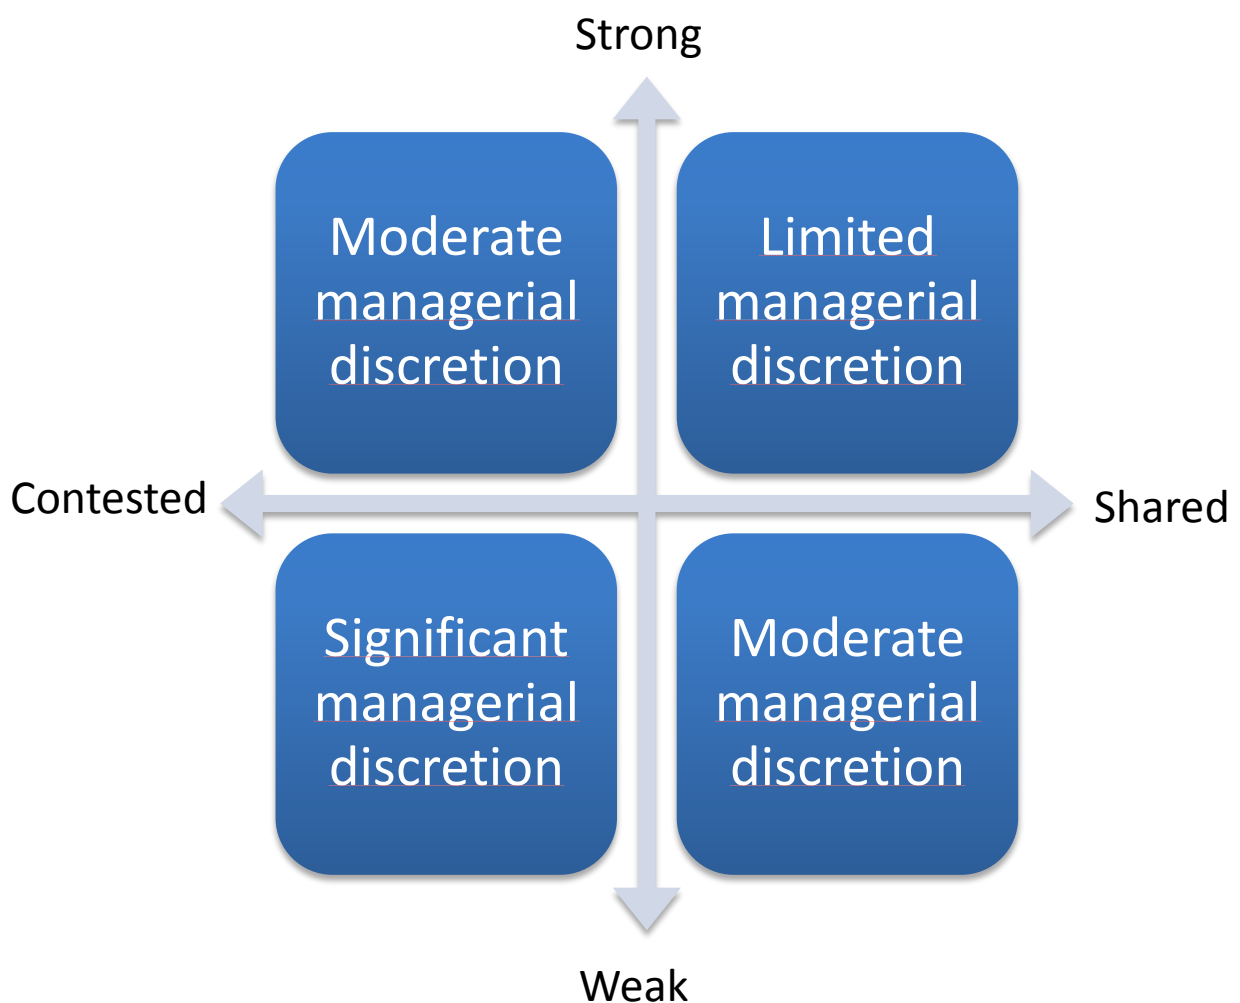 Strong
Moderate
managerial
discretion
Limited
managerial
discretion
Contested
Shared
Significant
managerial
discretion
Moderate
managerial
discretion
Weak